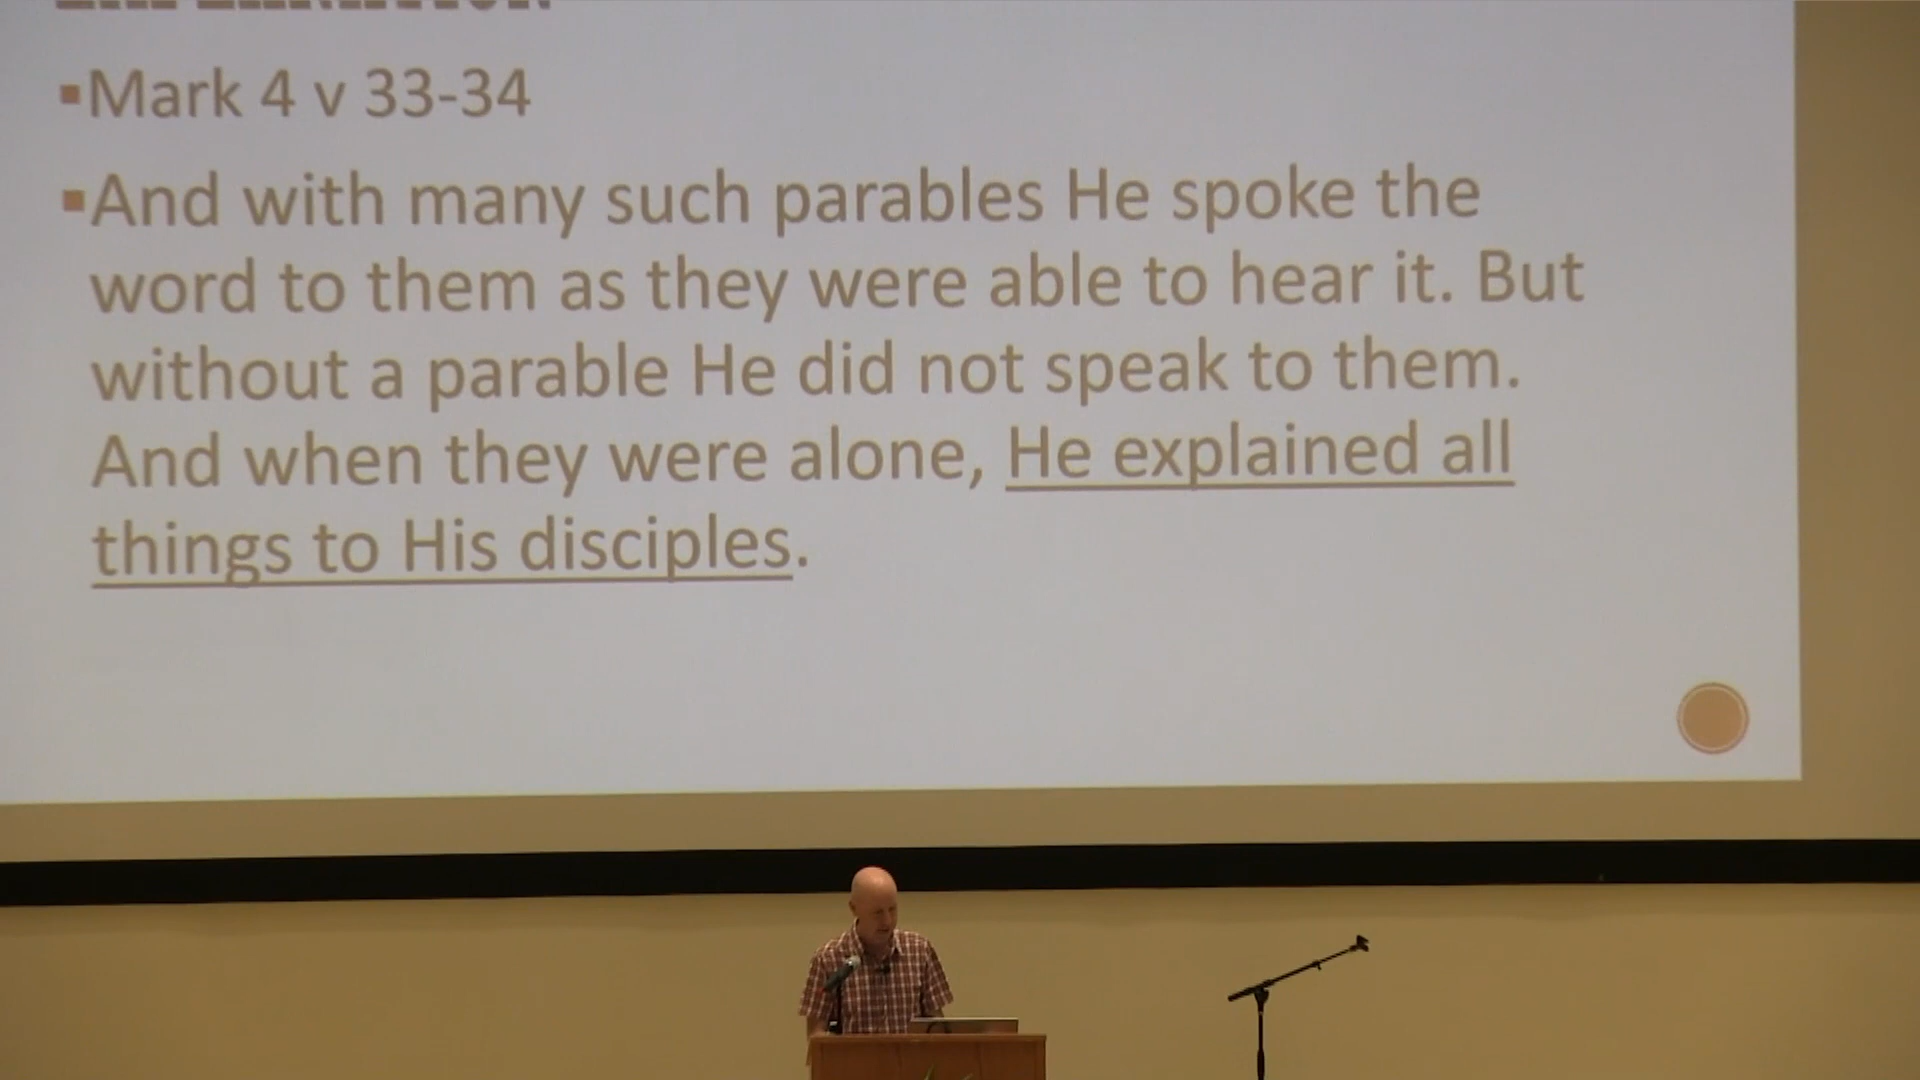 Mark 4 v 33-34
And with many such parables He spoke the
word to them as they were able to hear it. But
without a parable He did not speak to them.
And when they were alone, He explained all
things to His disciples.